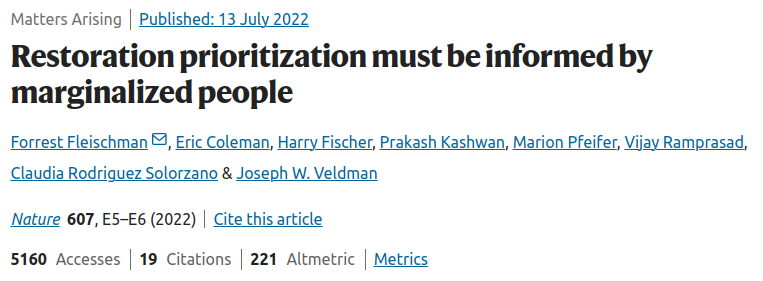 Matters Arising | Published: 13 July 2022
Restoration prioritization must be informed by
marginalized people
Forrest Fleischman, Eric Coleman, Harry Fischer, Prakash Kashwan, Marion Pfeifer, Vijay Ramprasad,
Claudia Rodriguez Solorzano & Joseph W. Veldman
Nature 607, E5–E6 (2022) | Cite this article
5160 Accesses | 19 Citations | 221 Altmetric | Metrics